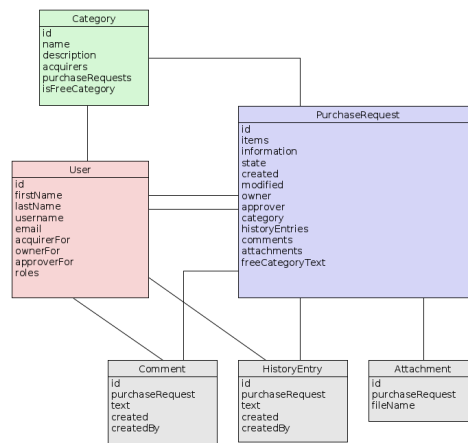 Category
id
name
description
acquirers
purchaseRequests
isFreeCategory
PurchaseRequest
id
items
information
state
created
modified
owner
approver
category
historyEntries
comments
attachments
freeCategoryText
User
id
firstName
lastName
username
email
acquirerFor
ownerFor
approverFor
roles
Comment
id
purchaseRequest
text
created
createdBy
HistoryEntry
id
purchaseRequest
text
created
createdBy
Attachment
id
purchaseRequest
fileName